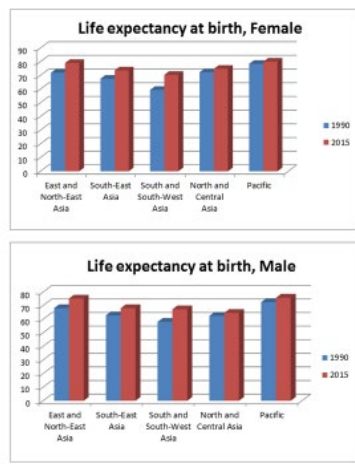 Life expectancy at birth, Female
90
80
70
60
50
40
30
20
10
0
East and
North-East
Asia
South-East
Asia
South and
South-West
Asia
North and
Central
Asia
Pacific
1990
2015
Life expectancy at birth, Male
80
70
60
50
40
30
20
10
0
East and
North-East
Asia
South-East
Asia
South and
South-West
Asia
North and
Central Asia
Pacific
1990
2015